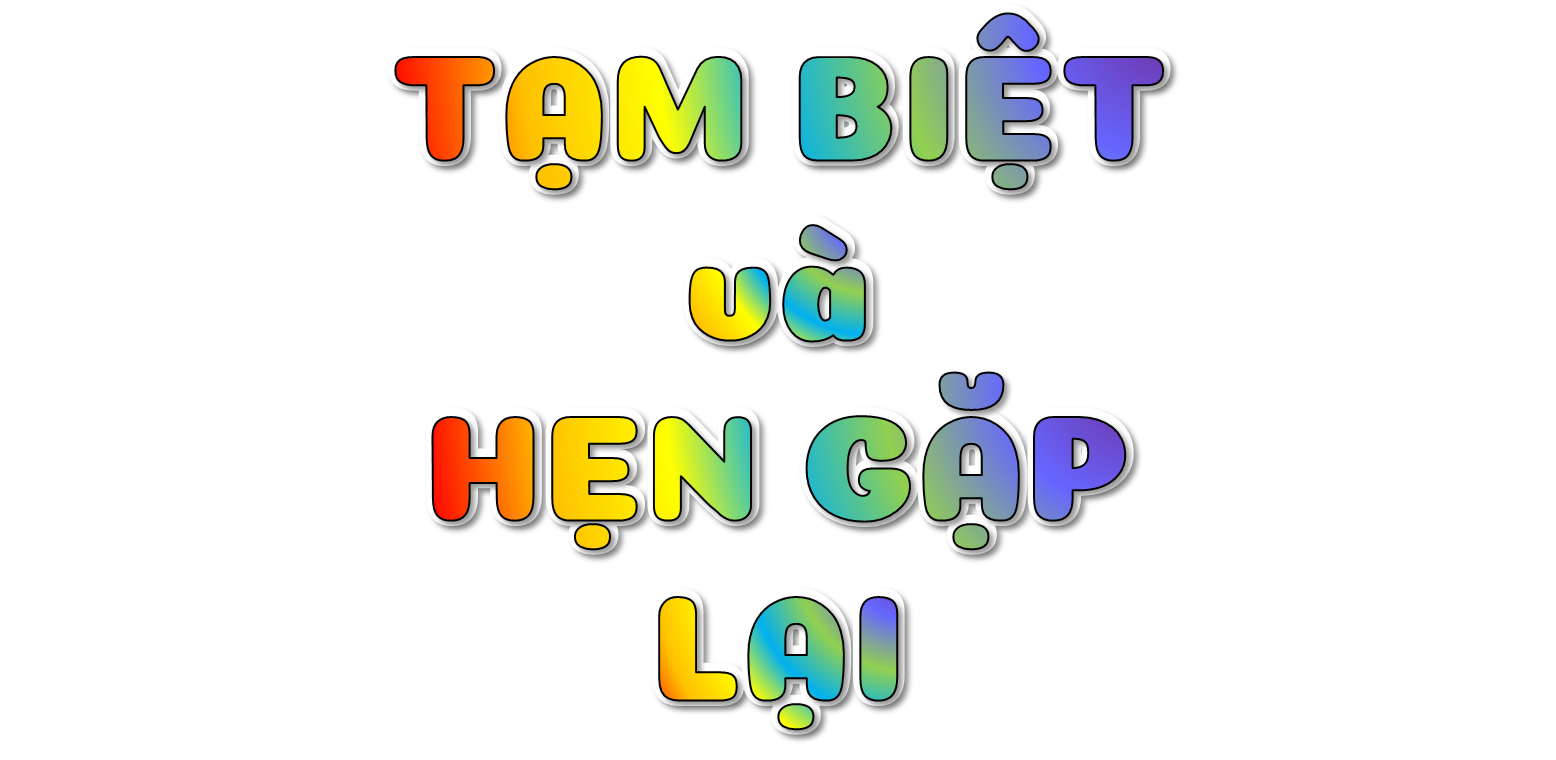 TẠM BIỆT
và
HẸN GẶP
LẠI